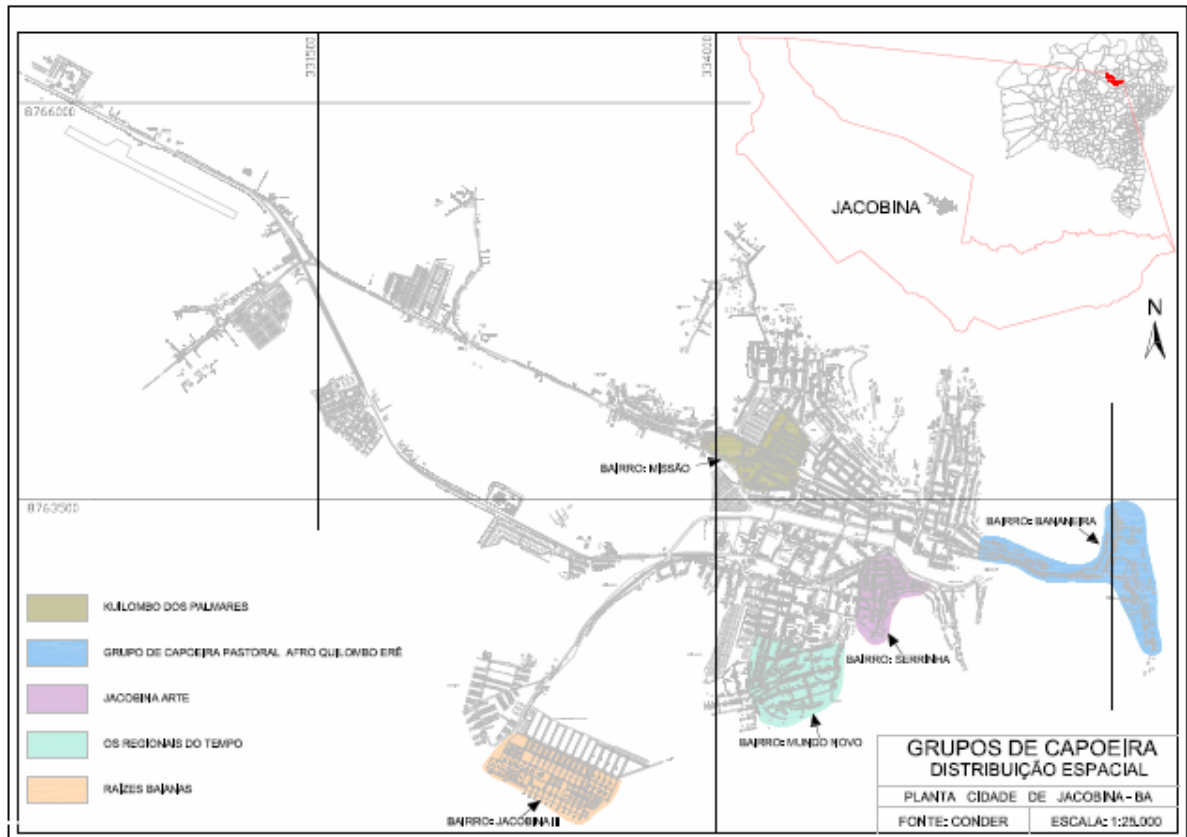 331500
334000
8766000
JACOBINA
N
BAIRRO: MISSÃO
8763500
BAIRRO: BANANEIRA
KUILOMBO DOS PALMARES
GRUPO DE CAPOEIRA PASTORAL AFRO QUILOMBO ERÊ
JACOBINA ARTE
OS REGIONAIS DO TEMPO
RAÍZES BAIANAS
BAIRRO: SERRINHA
BAIRRO: MUNDO NOVO
BAIRRO: JACOBINA II
GRUPOS DE CAPOEIRA
DISTRIBUIÇÃO ESPACIAL
PLANTA CIDADE DE JACOBINA-BA
FONTE: CONDER
ESCALA: 1:25.000